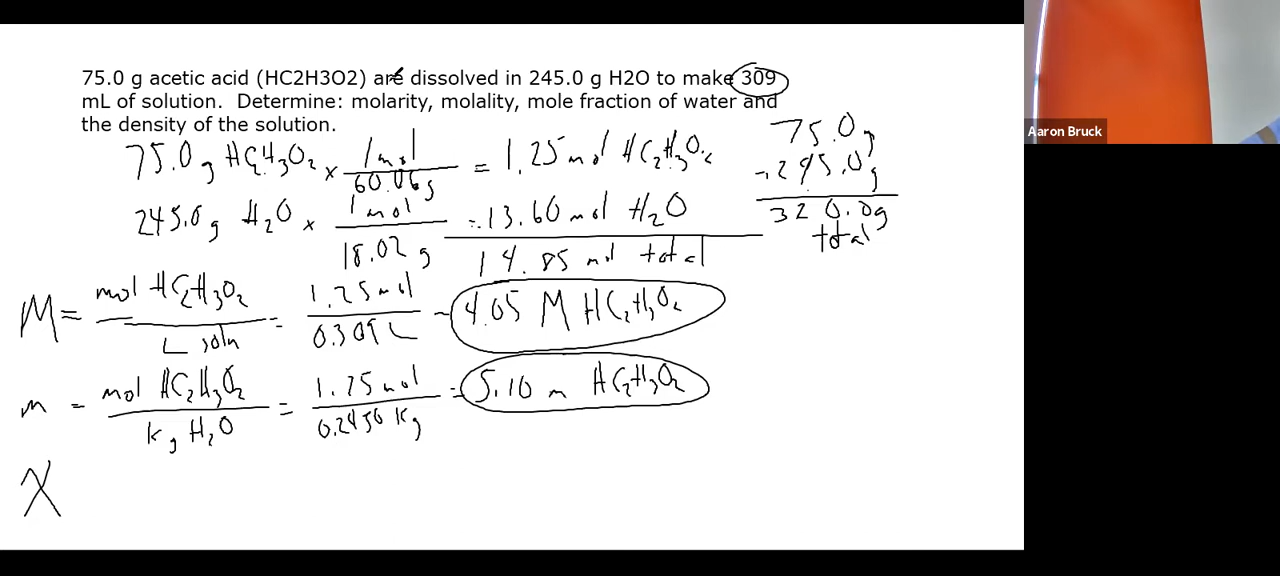 75.0 g acetic acid (HC2H3O2) are dissolved in 245.0 g H2O to make 309
mL of solution.  Determine: molarity, molality, mole fraction of water and
the density of the solution.
75.0 g HC2H3O2 x 1 mol / 60.06 g = 1.25 mol HC2H3O2
245.0 g H2O x 1 mol / 18.02 g = 13.60 mol H2O
14.85 mol total
75.0 g
245.0 g
320.0 g
total
M = mol HC2H3O2 / L soln = 1.25 mol / 0.309 L = 4.05 M HC2H3O2
m = mol HC2H3O2 / kg H2O = 1.25 mol / 0.2450 kg = 5.10 m HC2H3O2
X
Aaron Bruck